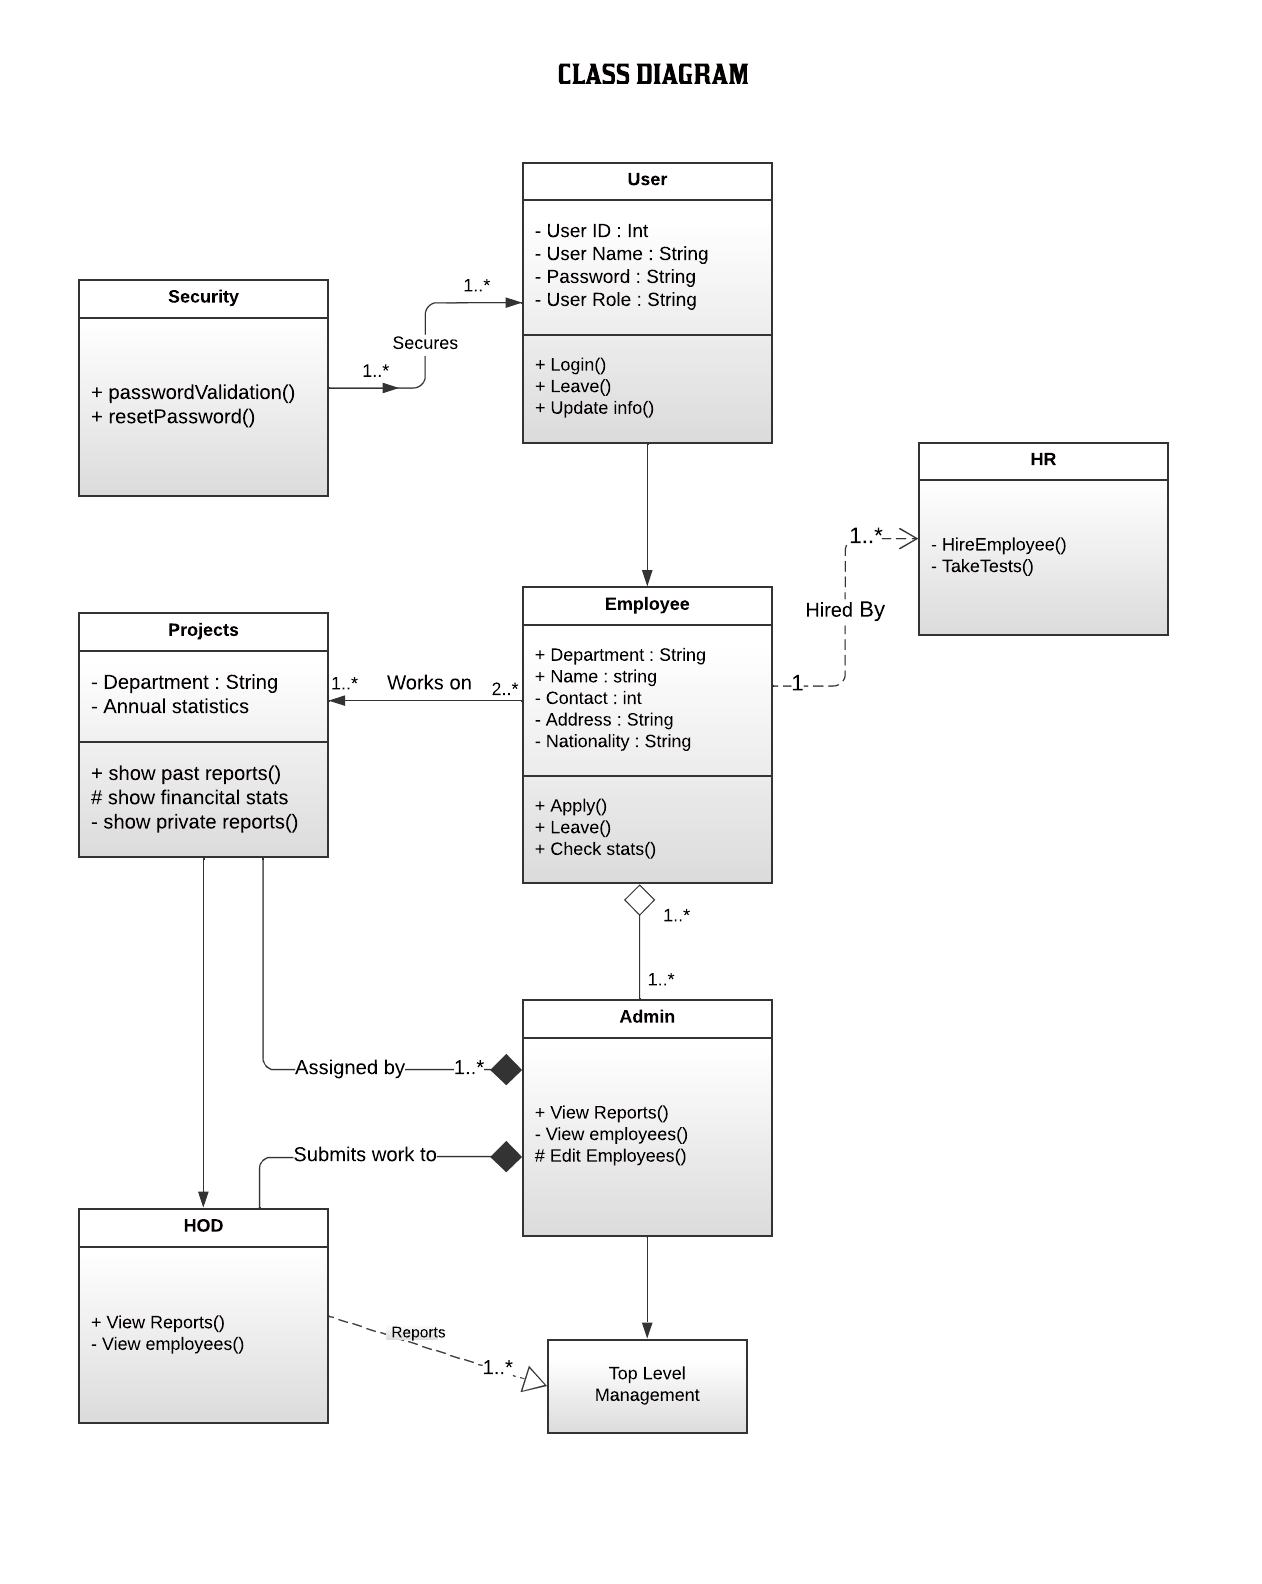 CLASS DIAGRAM
User
- User ID : Int
- User Name : String
- Password : String
- User Role : String
+ Login()
+ Leave()
+ Update info()
Security
+ passwordValidation()
+ resetPassword()
1..*
Secures
1..*
HR
- HireEmployee()
- TakeTests()
1..*
Hired By
1
Employee
+ Department : String
+ Name : string
- Contact : int
- Address : String
- Nationality : String
+ Apply()
+ Leave()
+ Check stats()
Projects
- Department : String
- Annual statistics
+ show past reports()
# show financital stats
- show private reports()
1..*
Works on
2..*
1..*
1..*
Admin
+ View Reports()
- View employees()
# Edit Employees()
Assigned by
1..*
Submits work to
HOD
+ View Reports()
- View employees()
Reports
1..*
Top Level
Management